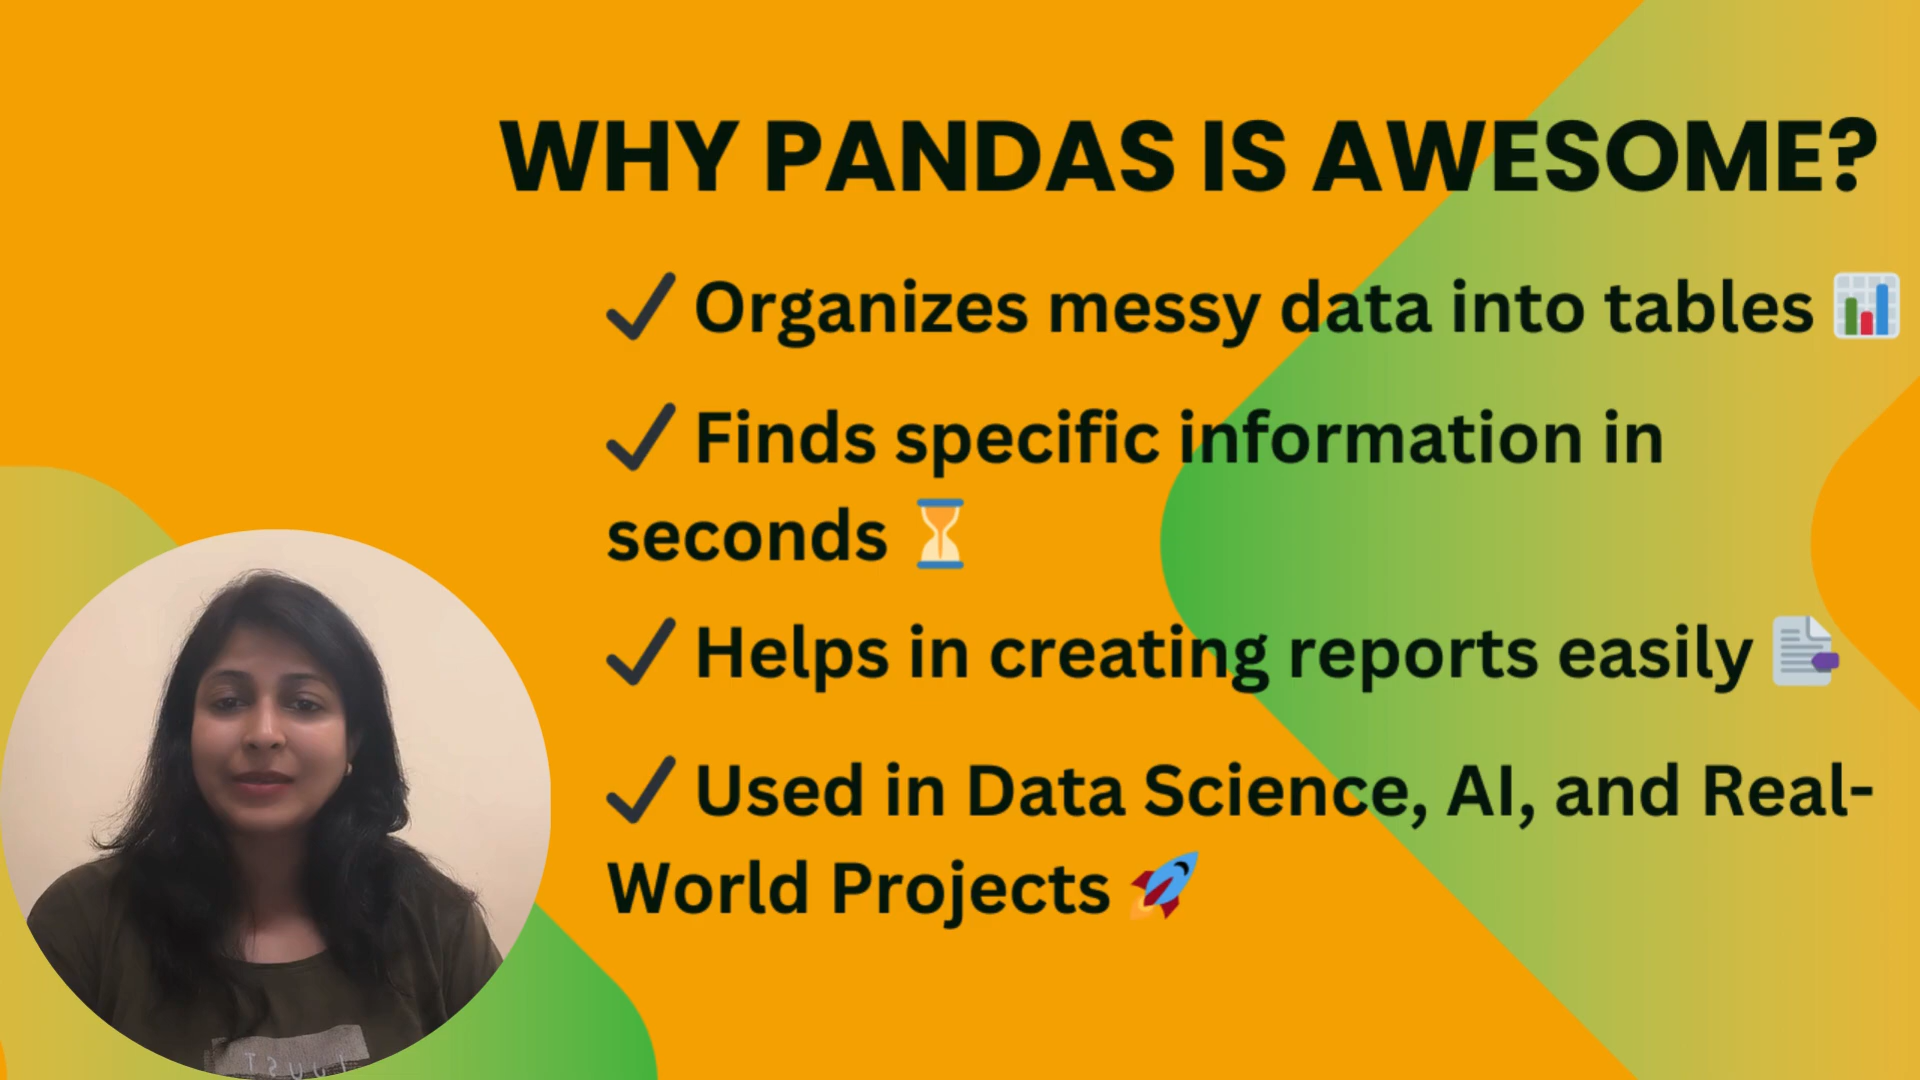 WHY PANDAS IS AWESOME?
✔ Organizes messy data into tables 📊
✔ Finds specific information in
seconds ⏳
✔ Helps in creating reports easily 📝
✔ Used in Data Science, AI, and Real-
World Projects 🚀